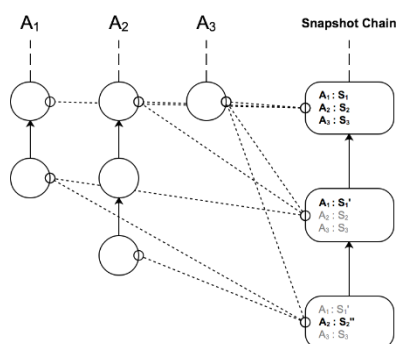 A₁ A₂ A₃ Snapshot Chain
A₁ : S₁
A₂ : S₂
A₃ : S₃
A₁ : S₁'
A₂ : S₂
A₃ : S₃
A₁ : S₁'
A₂ : S₂''
A₃ : S₃